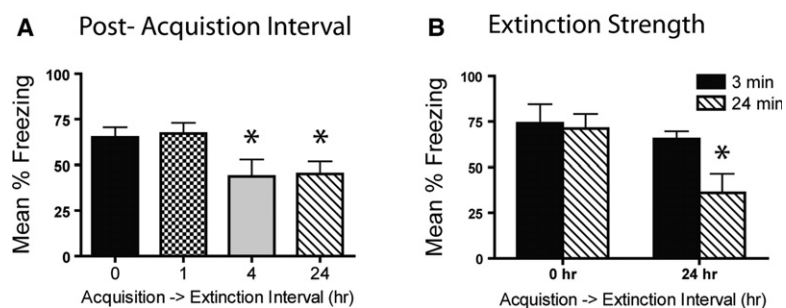 A Post- Acquistion Interval
Mean % Freezing
100
75
50
25
0
* *
0 1 4 24
Acquisition -> Extinction Interval (hr)
B Extinction Strength
Mean % Freezing
100
75
50
25
0
3 min
24 min
*
0 hr 24 hr
Acquistion -> Extinction Interval (hr)